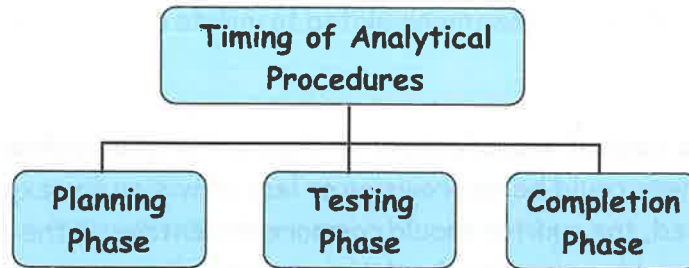 Timing of Analytical
Procedures
Planning
Phase
Testing
Phase
Completion
Phase